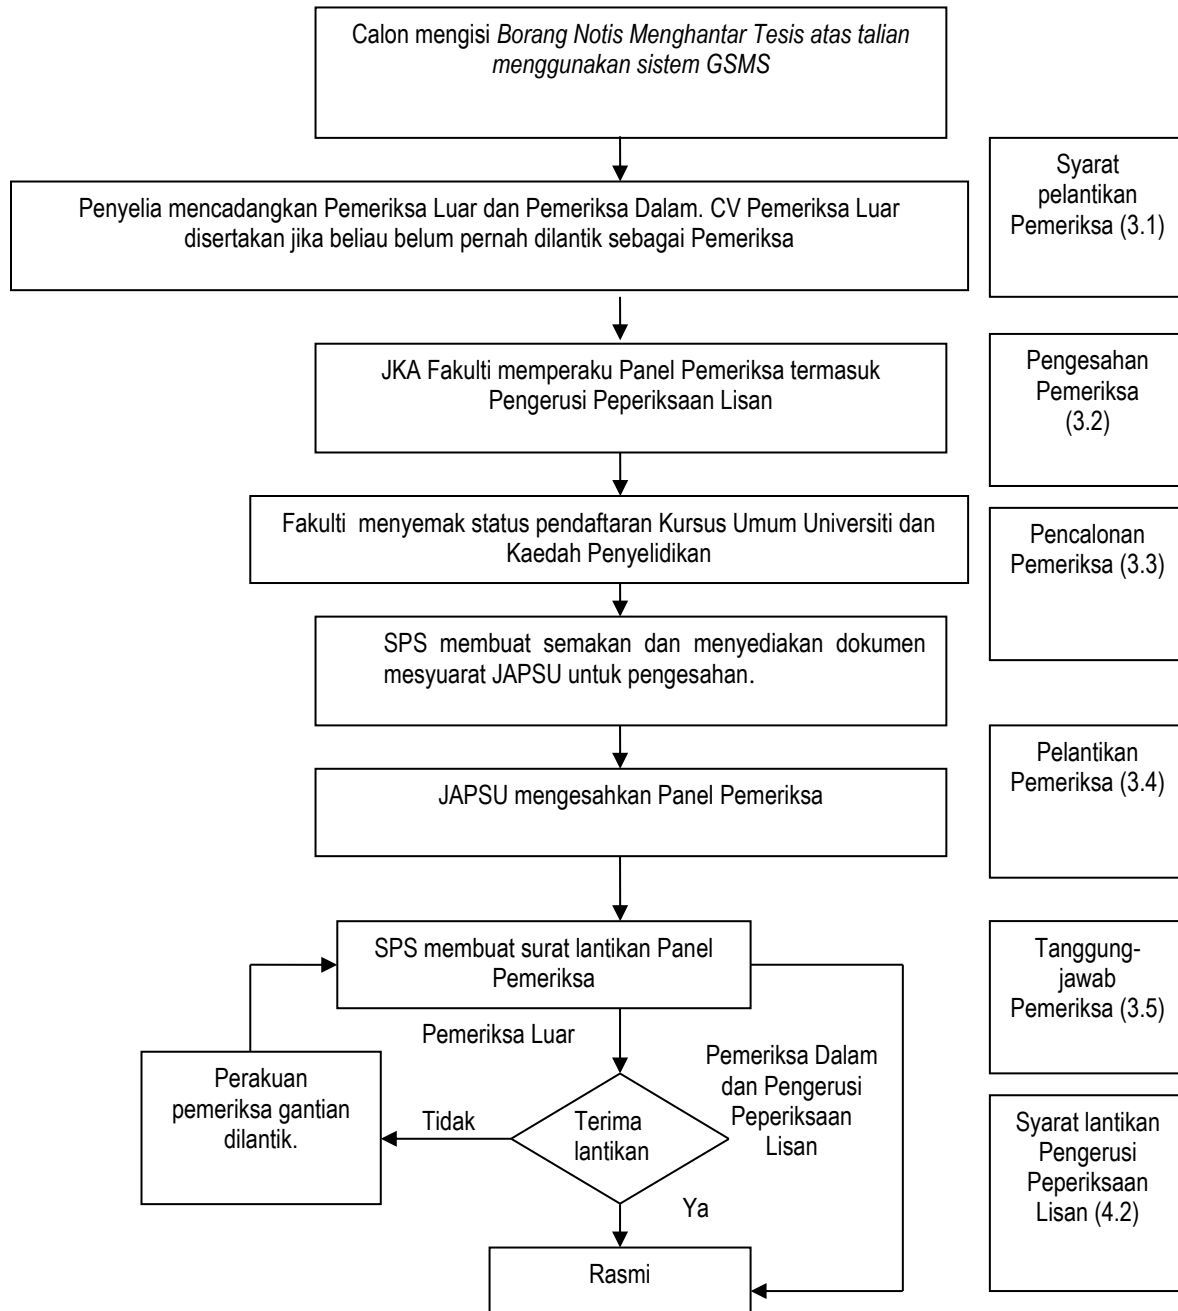 Calon mengisi Borang Notis Menghantar Tesis atas talian
menggunakan sistem GSMS
Penyelia mencadangkan Pemeriksa Luar dan Pemeriksa Dalam. CV Pemeriksa Luar
disertakan jika beliau belum pernah dilantik sebagai Pemeriksa
Syarat
pelantikan
Pemeriksa (3.1)
JKA Fakulti memperaku Panel Pemeriksa termasuk
Pengerusi Peperiksaan Lisan
Pengesahan
Pemeriksa
(3.2)
Fakulti menyemak status pendaftaran Kursus Umum Universiti dan
Kaedah Penyelidikan
Pencalonan
Pemeriksa (3.3)
SPS membuat semakan dan menyediakan dokumen
mesyuarat JAPSU untuk pengesahan.
JAPSU mengesahkan Panel Pemeriksa
Pelantikan
Pemeriksa (3.4)
SPS membuat surat lantikan Panel
Pemeriksa
Tanggung-
jawab
Pemeriksa (3.5)
Pemeriksa Luar
Pemeriksa Dalam
dan Pengerusi
Peperiksaan
Lisan
Perakuan
pemeriksa gantian
dilantik.
Tidak
Terima
lantikan
Syarat lantikan
Pengerusi
Peperiksaan
Lisan (4.2)
Ya
Rasmi